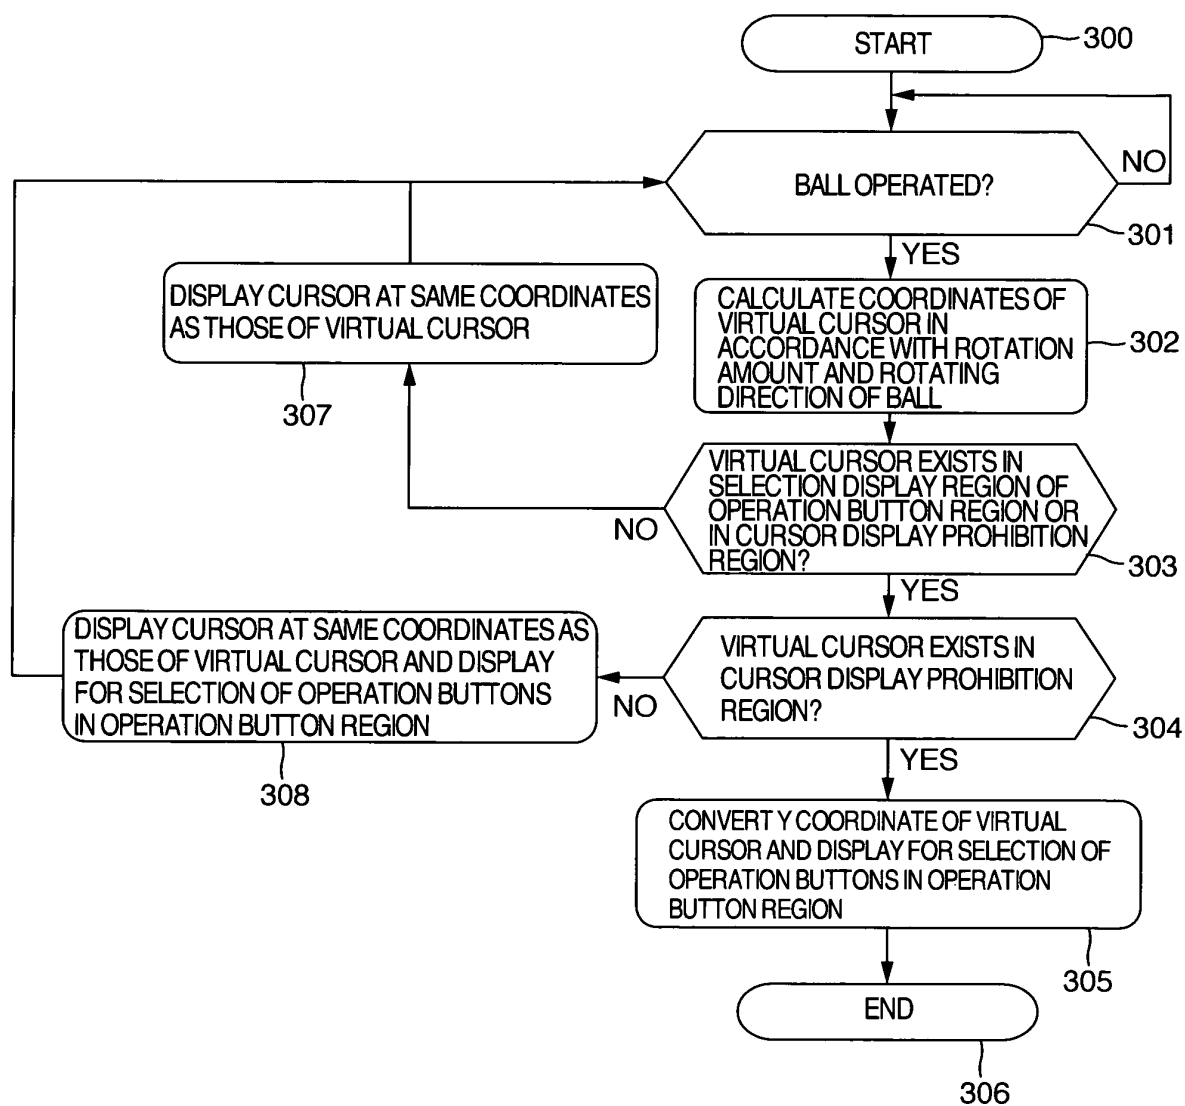 START
300
NO
BALL OPERATED?
301
YES
DISPLAY CURSOR AT SAME COORDINATES
AS THOSE OF VIRTUAL CURSOR
307
CALCULATE COORDINATES OF
VIRTUAL CURSOR IN
ACCORDANCE WITH ROTATION
AMOUNT AND ROTATING
DIRECTION OF BALL
302
VIRTUAL CURSOR EXISTS IN
SELECTION DISPLAY REGION OF
OPERATION BUTTON REGION OR
IN CURSOR DISPLAY PROHIBITION
REGION?
NO
303
YES
DISPLAY CURSOR AT SAME COORDINATES AS
THOSE OF VIRTUAL CURSOR AND DISPLAY
FOR SELECTION OF OPERATION BUTTONS
IN OPERATION BUTTON REGION
308
VIRTUAL CURSOR EXISTS IN
CURSOR DISPLAY PROHIBITION
REGION?
NO
304
YES
CONVERT Y COORDINATE OF VIRTUAL
CURSOR AND DISPLAY FOR SELECTION OF
OPERATION BUTTONS IN OPERATION
BUTTON REGION
305
END
306